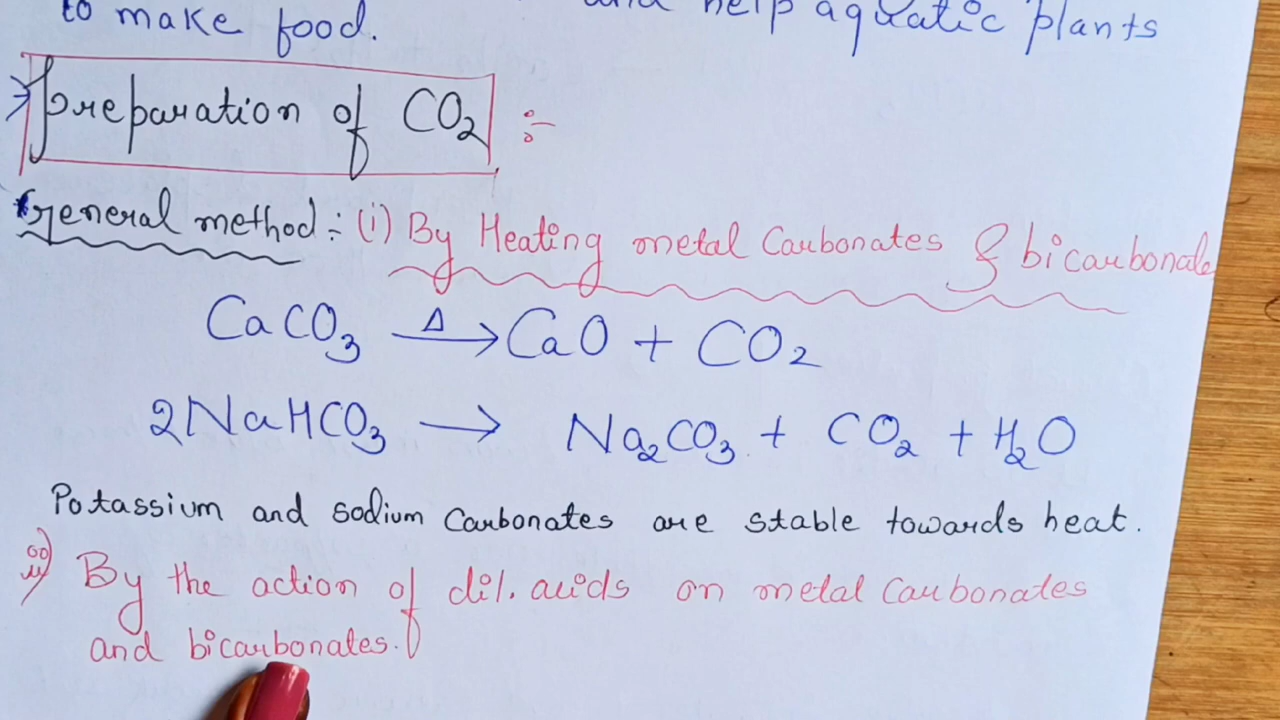 to make food. and help aquatic plants
Preparation of CO₂ :-
General method :- (i) By Heating metal Carbonates & bicarbonate
CaCO₃ —Δ→ CaO + CO₂
2NaHCO₃ → Na₂CO₃ + CO₂ + H₂O
Potassium and sodium carbonates are stable towards heat.
By the action of dil. acids on metal carbonates
and bicarbonates.